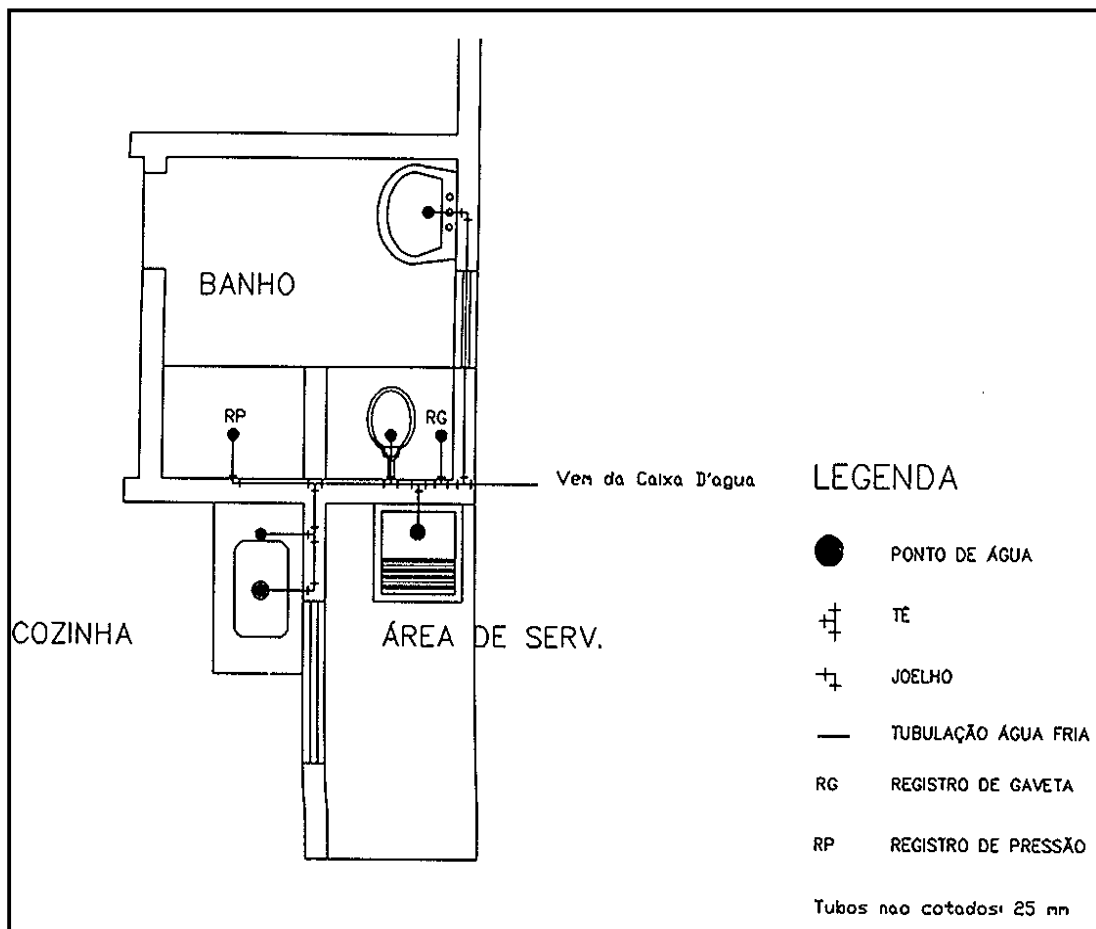 BANHO
RP
RG
Vem da Caixa D'agua
COZINHA
ÁREA DE SERV.
LEGENDA
PONTO DE ÁGUA
TÊ
JOELHO
TUBULAÇÃO ÁGUA FRIA
RG REGISTRO DE GAVETA
RP REGISTRO DE PRESSÃO
Tubos nao cotados: 25 mm